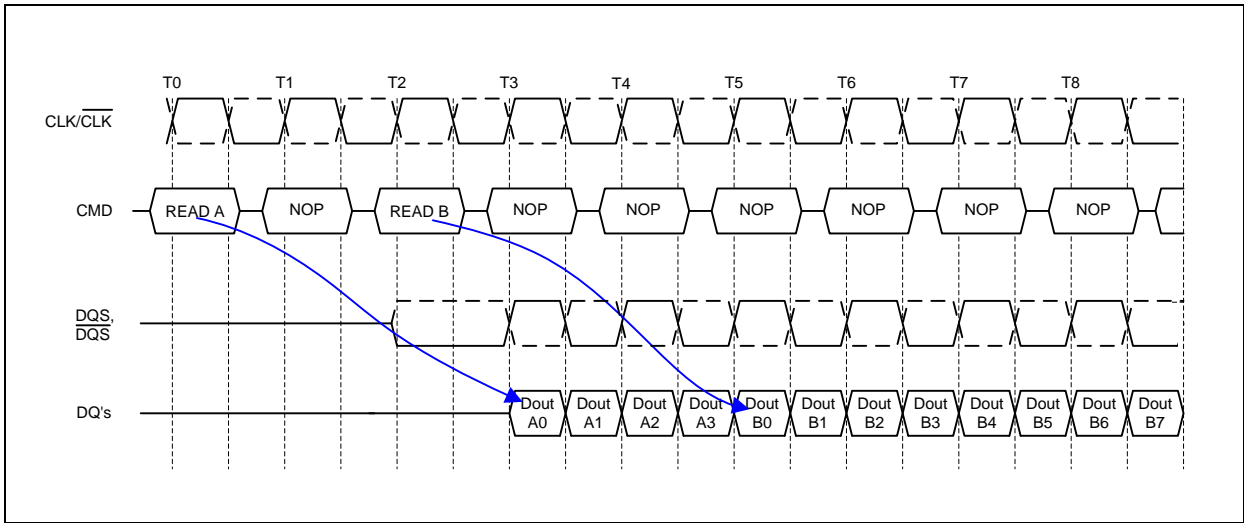 T0 T1 T2 T3 T4 T5 T6 T7 T8
CLK/CLK
CMD READ A NOP READ B NOP NOP NOP NOP NOP NOP
DQS,
DQS
DQ's
Dout Dout Dout Dout Dout Dout Dout Dout Dout Dout Dout Dout
A0 A1 A2 A3 B0 B1 B2 B3 B4 B5 B6 B7